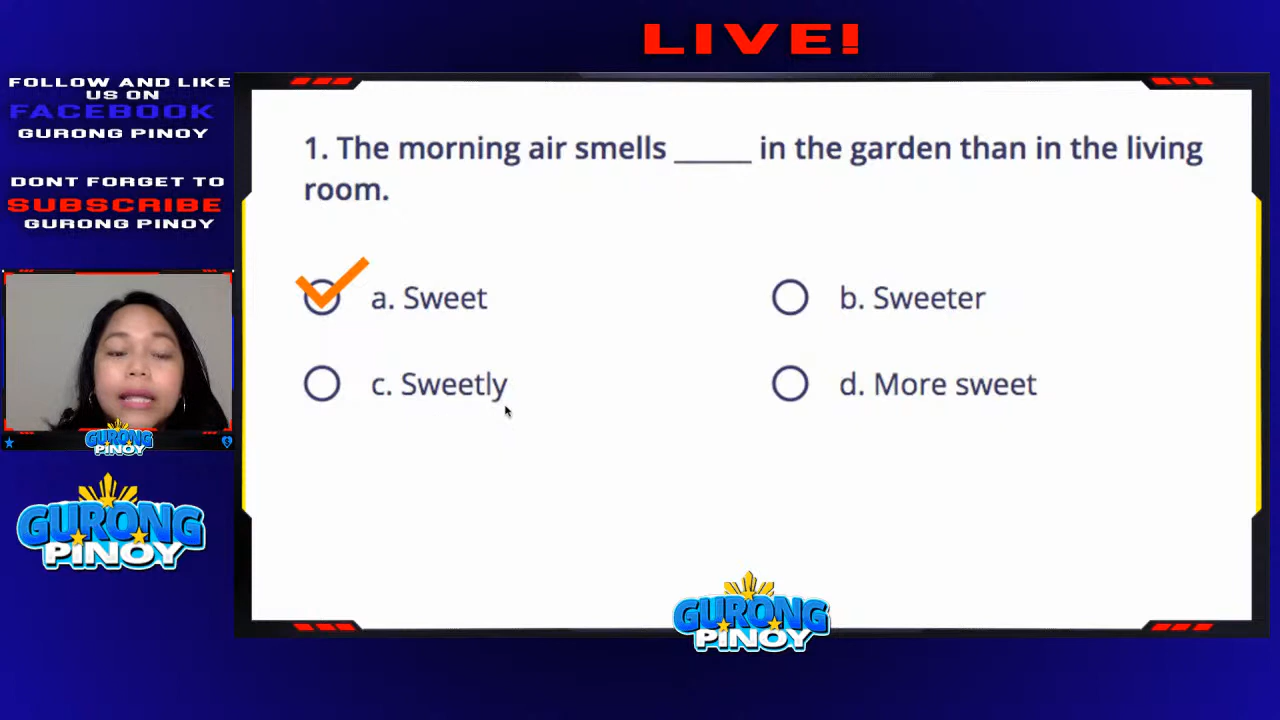 LIVE!
FOLLOW AND LIKE
US ON
FACEBOOK
GURONG PINOY
DONT FORGET TO
SUBSCRIBE
GURONG PINOY
1. The morning air smells _____ in the garden than in the living
room.
a. Sweet
b. Sweeter
c. Sweetly
d. More sweet
GURONG
PINOY
GURONG
PINOY
GURONG
PINOY